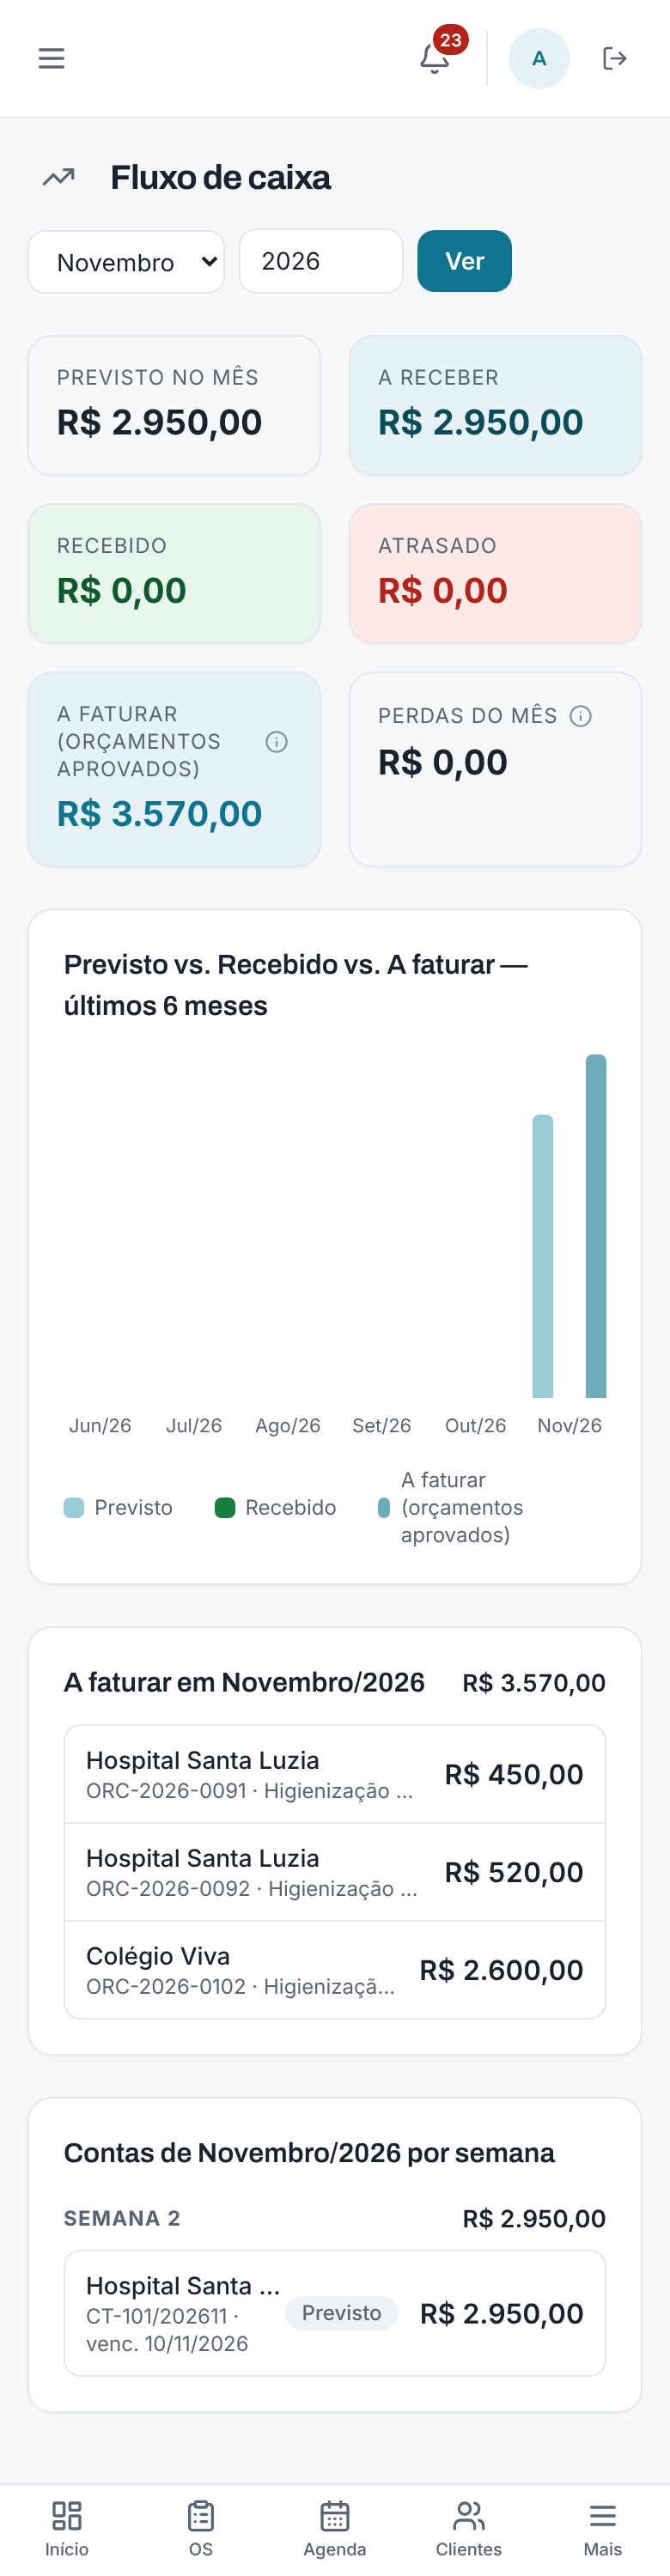 23
A
Fluxo de caixa
Novembro
2026
Ver
PREVISTO NO MÊS
R$ 2.950,00
A RECEBER
R$ 2.950,00
RECEBIDO
R$ 0,00
ATRASADO
R$ 0,00
A FATURAR
(ORÇAMENTOS
APROVADOS)
R$ 3.570,00
PERDAS DO MÊS
R$ 0,00
Previsto vs. Recebido vs. A faturar —
últimos 6 meses
Jun/26 Jul/26 Ago/26 Set/26 Out/26 Nov/26
Previsto
Recebido
A faturar
(orçamentos
aprovados)
A faturar em Novembro/2026 R$ 3.570,00
Hospital Santa Luzia
ORC-2026-0091 · Higienização ...
R$ 450,00
Hospital Santa Luzia
ORC-2026-0092 · Higienização ...
R$ 520,00
Colégio Viva
ORC-2026-0102 · Higienizaçã...
R$ 2.600,00
Contas de Novembro/2026 por semana
SEMANA 2 R$ 2.950,00
Hospital Santa ...
CT-101/202611 ·
venc. 10/11/2026
Previsto
R$ 2.950,00
Início OS Agenda Clientes Mais